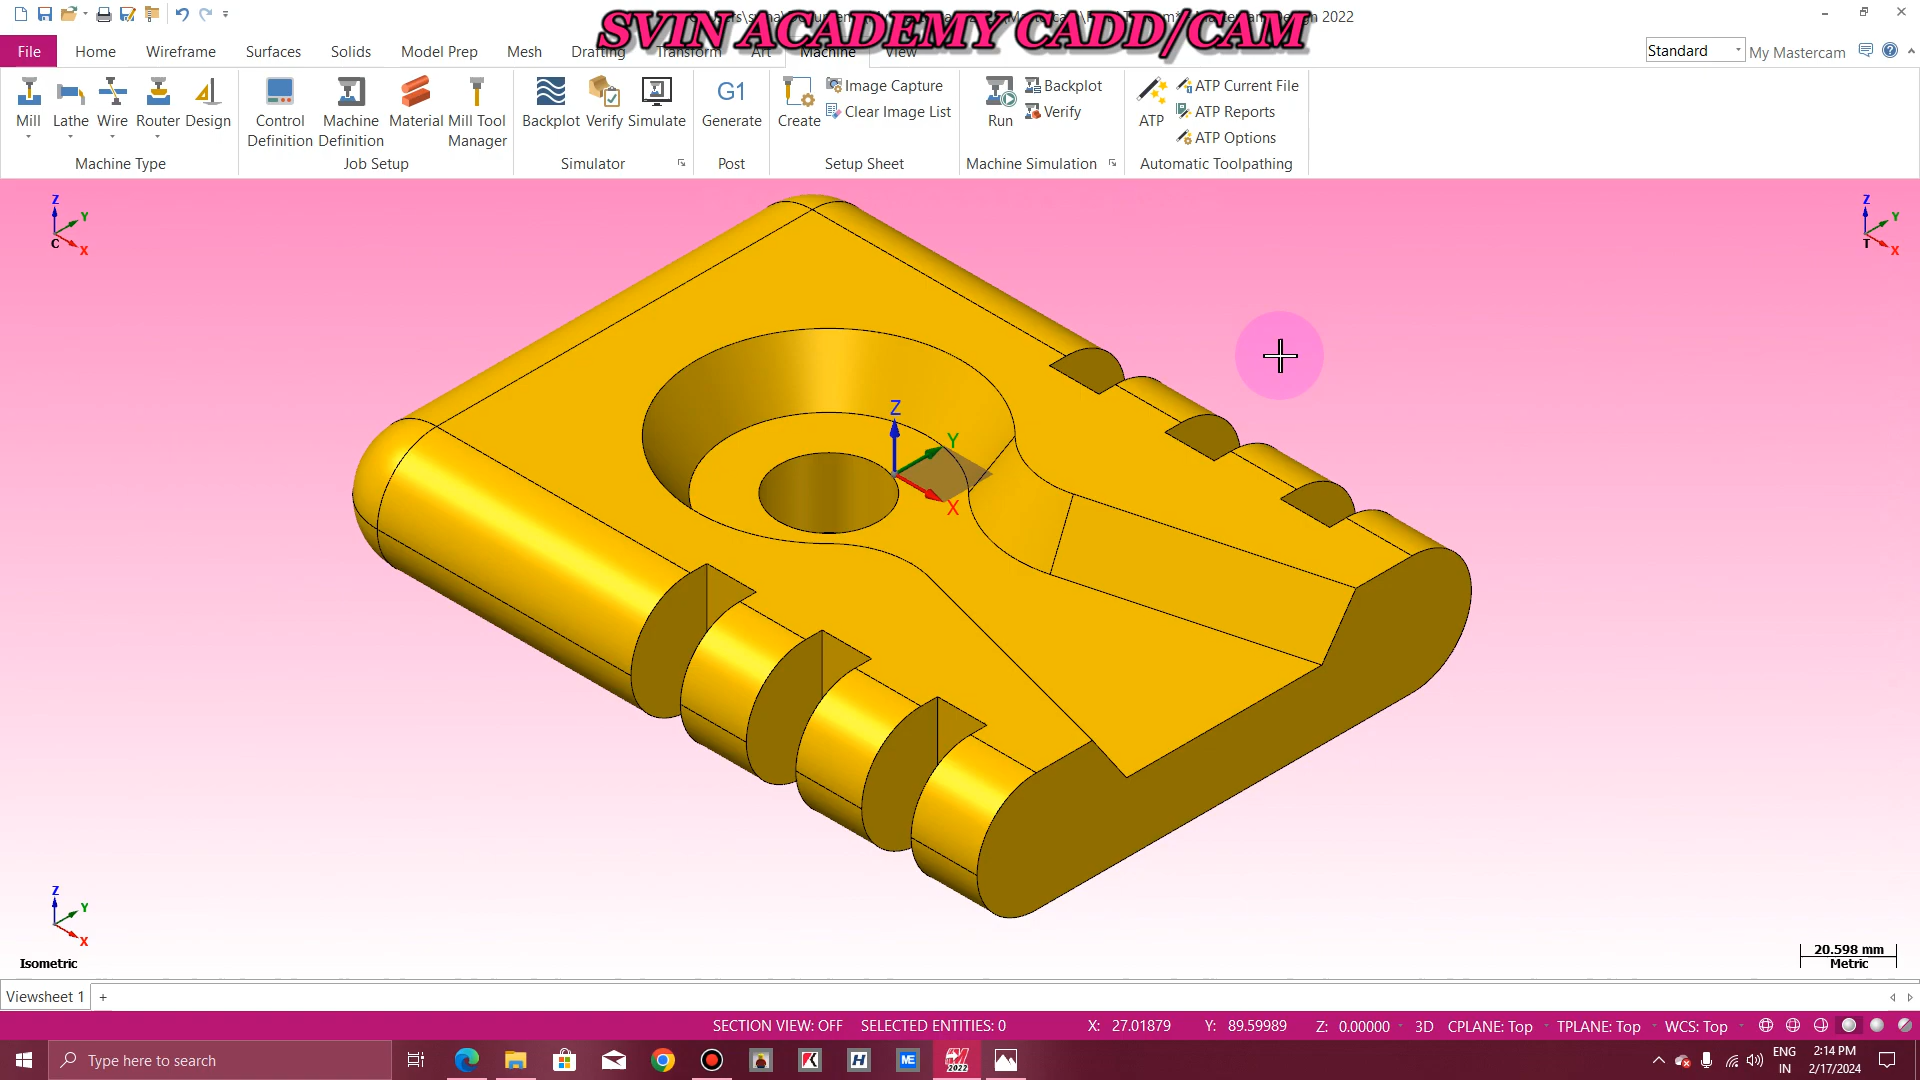 SVIN ACADEMY CADD/CAM
2022
File Home Wireframe Surfaces Solids Model Prep Mesh Drafting Transform Art Machine View
Standard My Mastercam
Mill Lathe Wire Router Design
Machine Type
Control Definition Machine Definition Material Mill Tool Manager
Job Setup
Backplot Verify Simulate
Simulator
G1
Generate
Post
Create Image Capture
Clear Image List
Setup Sheet
Run Backplot
Verify
Machine Simulation
ATP ATP Current File
ATP Reports
ATP Options
Automatic Toolpathing
Z Y X C
Z Y X T
Z
Y
X
Z Y X
Isometric
20.598 mm
Metric
Viewsheet 1 +
SECTION VIEW: OFF SELECTED ENTITIES: 0 X: 27.01879 Y: 89.59989 Z: 0.00000 3D CPLANE: Top TPLANE: Top WCS: Top
Type here to search
K H ME 2022
ENG
IN
2:14 PM
2/17/2024